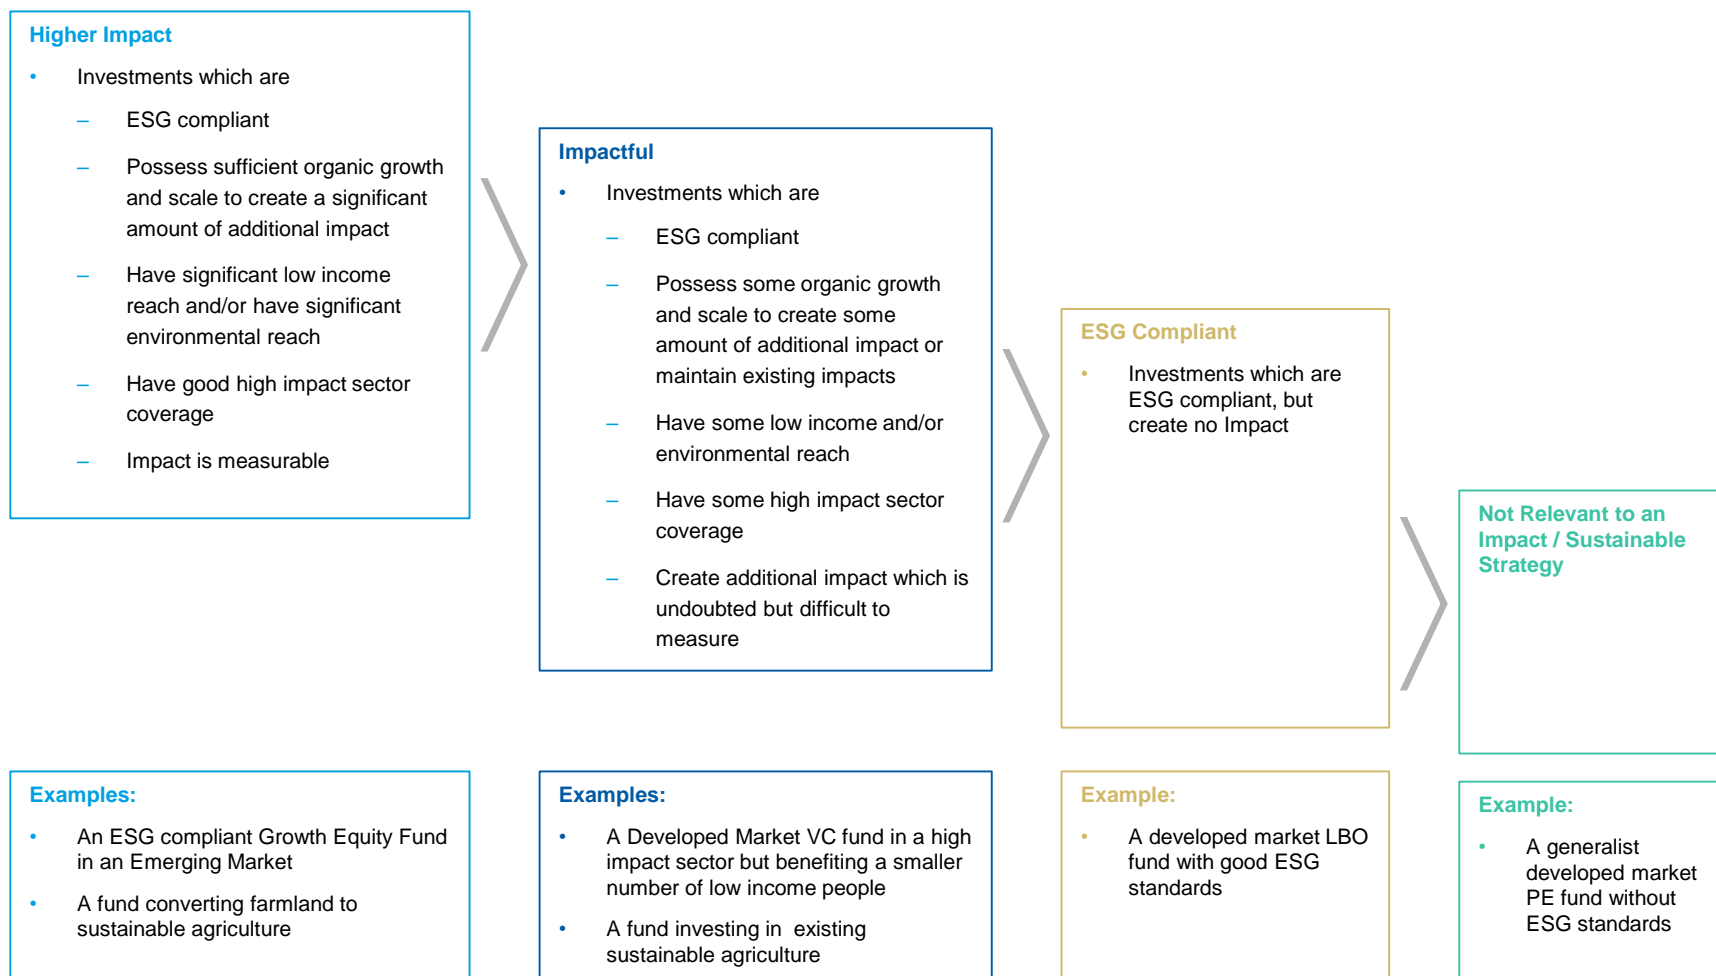 Higher Impact
• Investments which are
– ESG compliant
– Possess sufficient organic growth
and scale to create a significant
amount of additional impact
– Have significant low income
reach and/or have significant
environmental reach
– Have good high impact sector
coverage
– Impact is measurable
Impactful
• Investments which are
– ESG compliant
– Possess some organic growth
and scale to create some
amount of additional impact or
maintain existing impacts
– Have some low income and/or
environmental reach
– Have some high impact sector
coverage
– Create additional impact which is
undoubted but difficult to
measure
ESG Compliant
• Investments which are
ESG compliant, but
create no Impact
Not Relevant to an
Impact / Sustainable
Strategy
Examples:
• An ESG compliant Growth Equity Fund
in an Emerging Market
• A fund converting farmland to
sustainable agriculture
Examples:
• A Developed Market VC fund in a high
impact sector but benefiting a smaller
number of low income people
• A fund investing in existing
sustainable agriculture
Example:
• A developed market LBO
fund with good ESG
standards
Example:
• A generalist
developed market
PE fund without
ESG standards